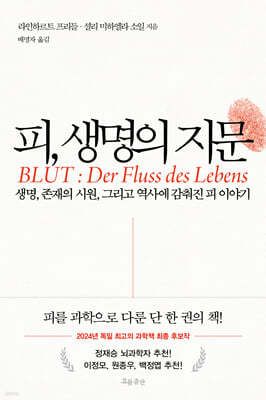 라인하르트 프리들 · 셜리 미하엘라 소일 지음
배명자 옮김
피, 생명의 지문
BLUT : Der Fluss des Lebens
생명, 존재의 시원, 그리고 역사에 감춰진 피 이야기
피를 과학으로 다룬 단 한 권의 책!
2024년 독일 최고의 과학책 최종 후보작
정재승 뇌과학자 추천!
이정모, 원종우, 백정엽 추천!
흐름출판